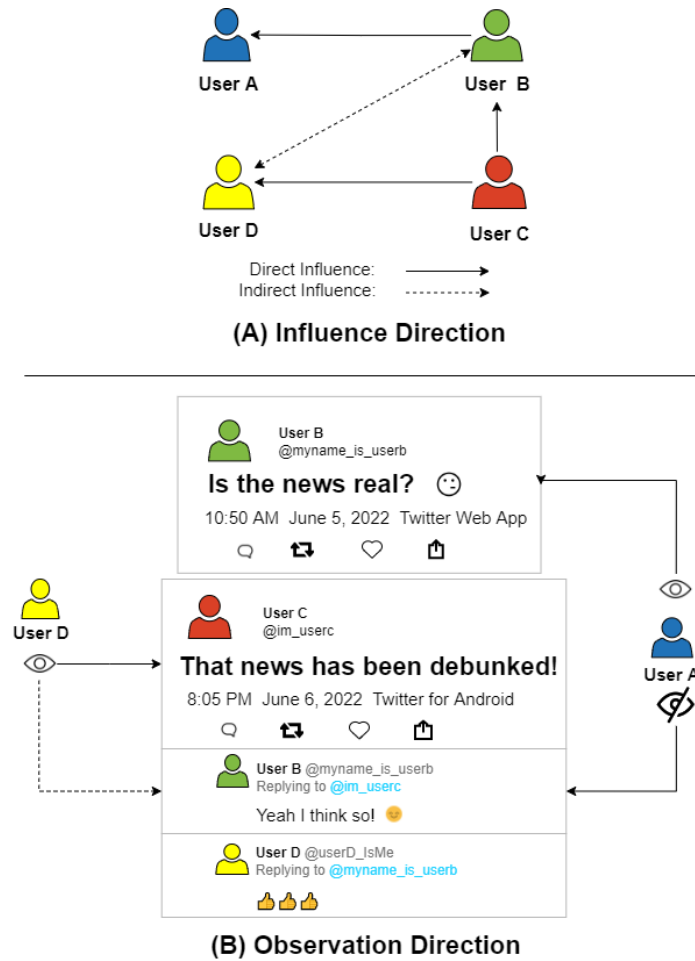 User A
User B
User D
User C
Direct Influence:
Indirect Influence:
(A) Influence Direction
User B
@myname_is_userb
Is the news real?
10:50 AM June 5, 2022 Twitter Web App
User D
User C
@im_userc
User A
That news has been debunked!
8:05 PM June 6, 2022 Twitter for Android
User B @myname_is_userb
Replying to @im_userc
Yeah I think so!
User D @userD_IsMe
Replying to @myname_is_userb
(B) Observation Direction